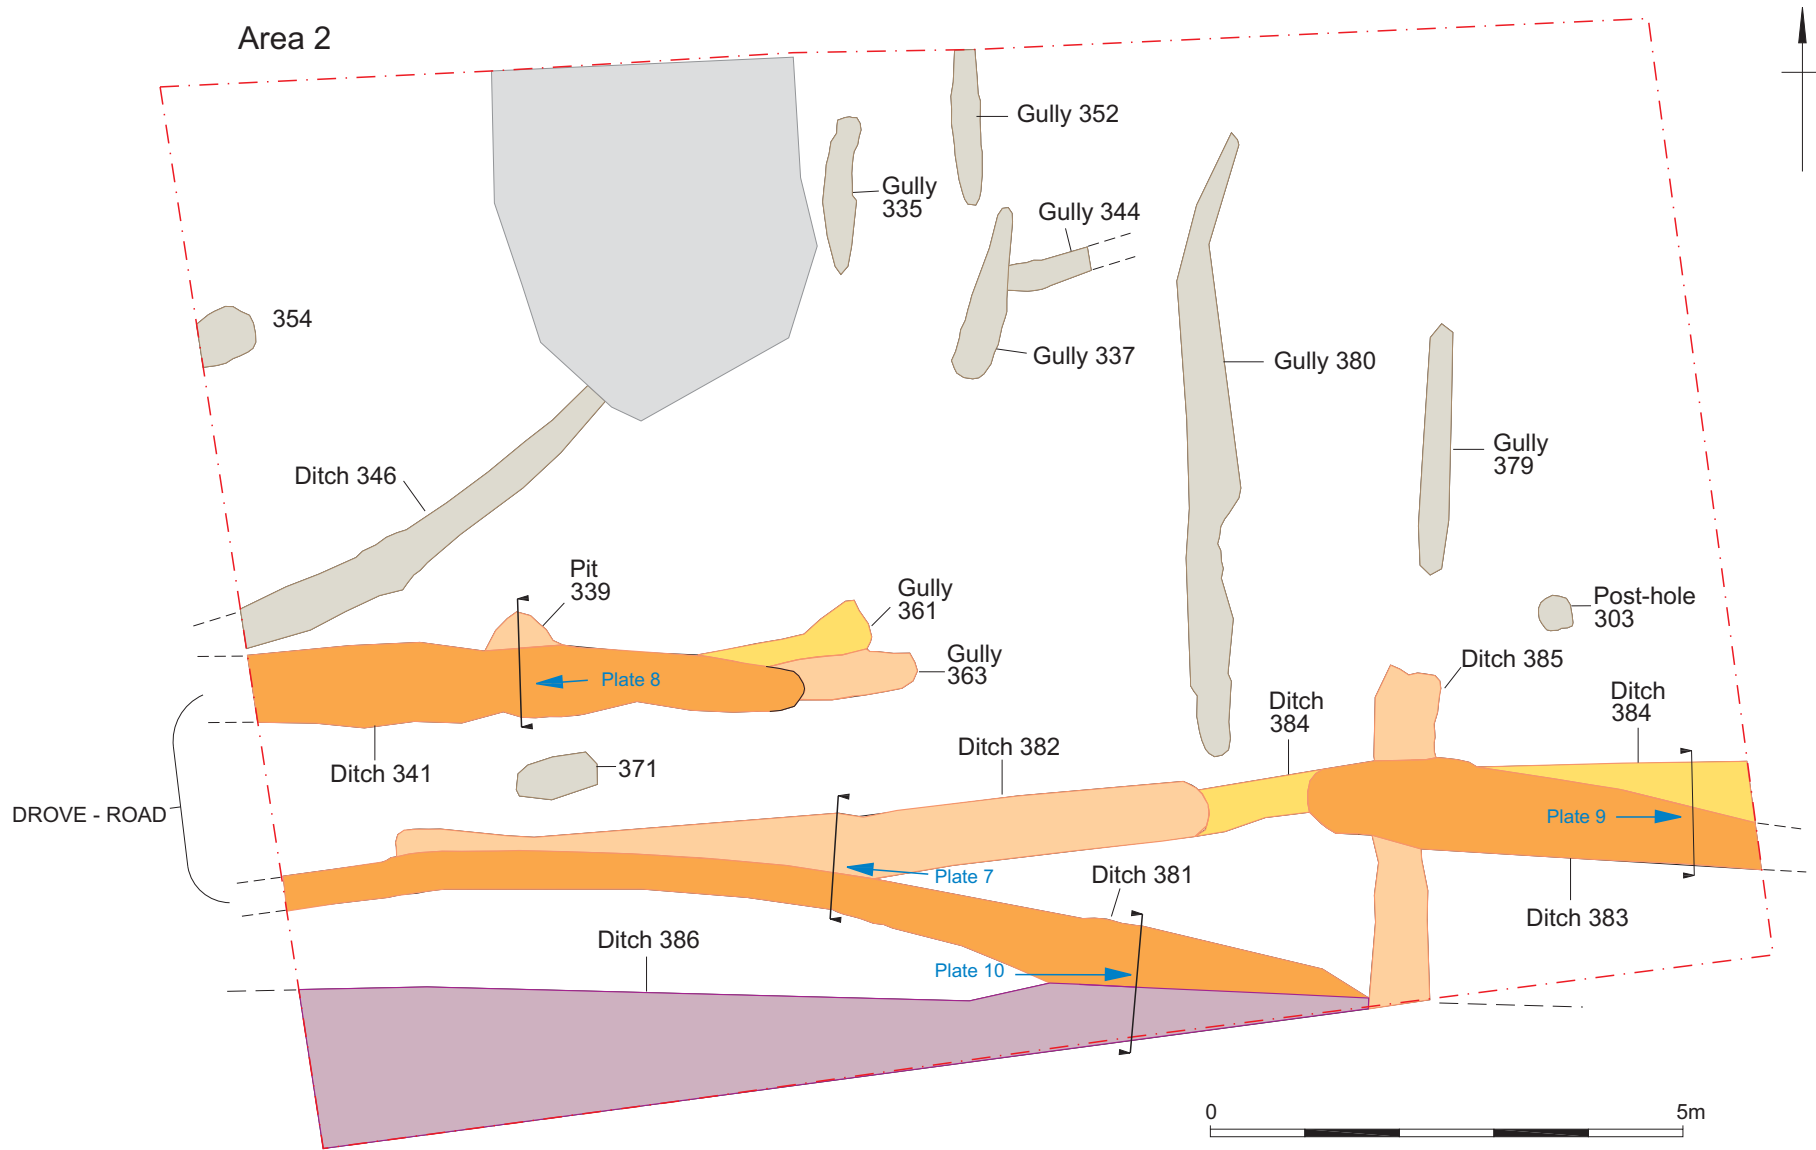 Area 2
Gully 352
Gully
335
Gully 344
354
Gully 337
Gully 380
Gully
379
Ditch 346
Pit
339
Gully
361
Post-hole
303
Gully
363
Ditch 385
Plate 8
Ditch
384
Ditch
384
Ditch 382
371
Ditch 341
DROVE - ROAD
Plate 9
Plate 7
Ditch 381
Ditch 383
Ditch 386
Plate 10
0
5m